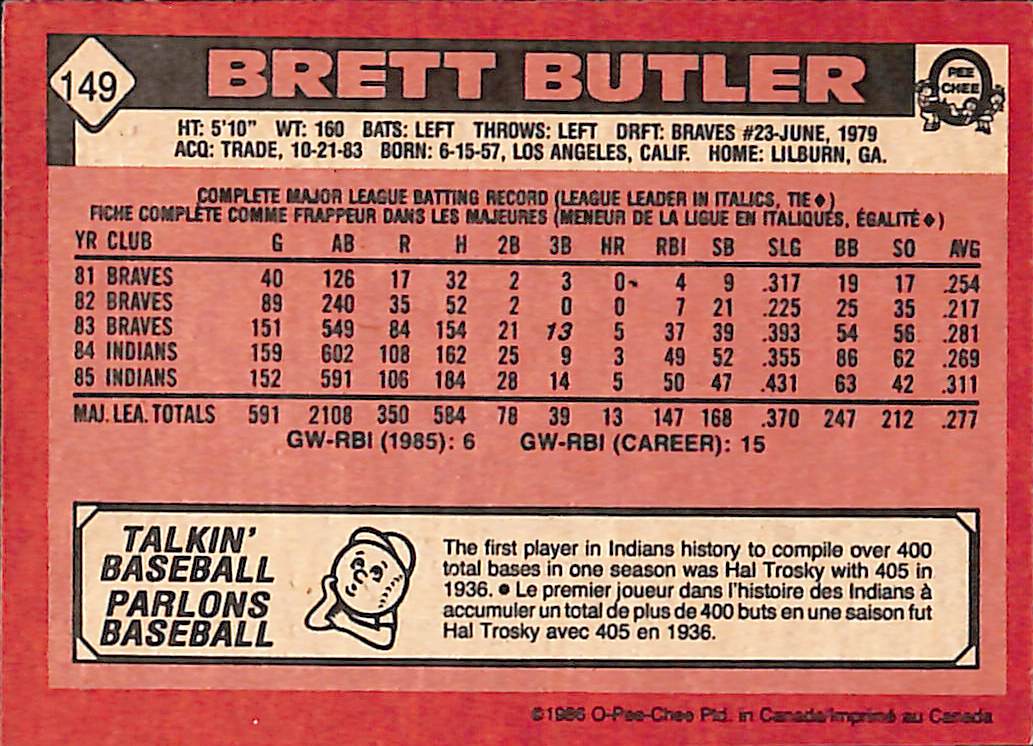 149
BRETT BUTLER
O
PEE
CHEE
HT: 5'10" WT: 160 BATS: LEFT THROWS: LEFT DRFT: BRAVES #23-JUNE, 1979
ACQ: TRADE, 10-21-83 BORN: 6-15-57, LOS ANGELES, CALIF. HOME: LILBURN, GA.
COMPLETE MAJOR LEAGUE BATTING RECORD (LEAGUE LEADER IN ITALICS, TIE ♦)
FICHE COMPLÈTE COMME FRAPPEUR DANS LES MAJEURES (MENEUR DE LA LIGUE EN ITALIQUES, ÉGALITÉ ♦)
YR CLUB G AB R H 2B 3B HR RBI SB SLG BB SO AVG
81 BRAVES 40 126 17 32 2 3 0 4 9 .317 19 17 .254
82 BRAVES 89 240 35 52 2 0 0 7 21 .225 25 35 .217
83 BRAVES 151 549 84 154 21 13 5 37 39 .393 54 56 .281
84 INDIANS 159 602 108 162 25 9 3 49 52 .355 86 62 .269
85 INDIANS 152 591 106 184 28 14 5 50 47 .431 63 42 .311
MAJ. LEA. TOTALS 591 2108 350 584 78 39 13 147 168 .370 247 212 .277
GW-RBI (1985): 6 GW-RBI (CAREER): 15
TALKIN'
BASEBALL
PARLONS
BASEBALL
The first player in Indians history to compile over 400
total bases in one season was Hal Trosky with 405 in
1936. ● Le premier joueur dans l'histoire des Indians à
accumuler un total de plus de 400 buts en une saison fut
Hal Trosky avec 405 en 1936.
©1986 O-Pee-Chee Ptd. in Canada/Imprimé au Canada